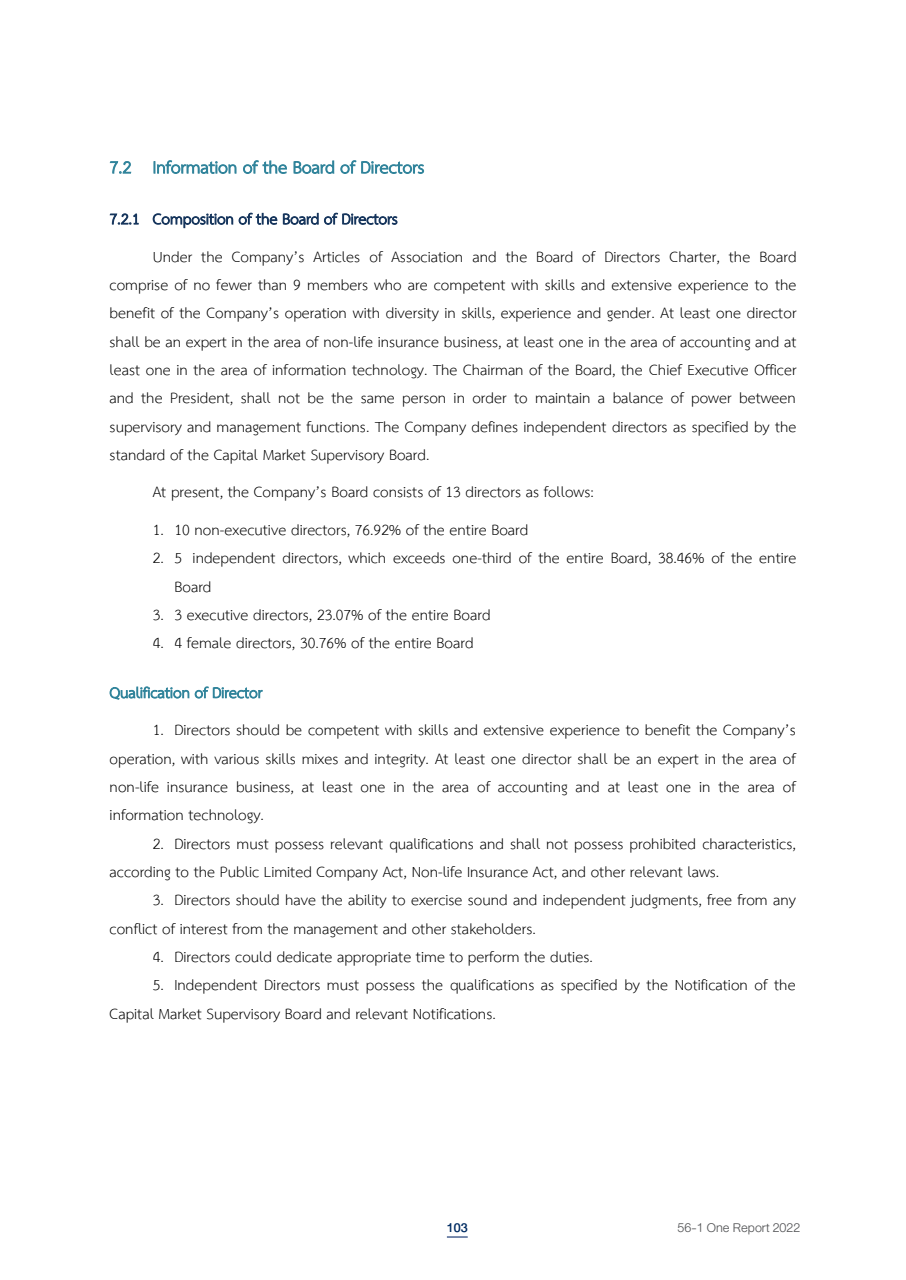 7.2 Information of the Board of Directors
7.2.1 Composition of the Board of Directors
Under the Company's Articles of Association and the Board of Directors Charter, the Board
comprise of no fewer than 9 members who are competent with skills and extensive experience to the
benefit of the Company's operation with diversity in skills, experience and gender. At least one director
shall be an expert in the area of non-life insurance business, at least one in the area of accounting and at
least one in the area of information technology. The Chairman of the Board, the Chief Executive Officer
and the President, shall not be the same person in order to maintain a balance of power between
supervisory and management functions. The Company defines independent directors as specified by the
standard of the Capital Market Supervisory Board.
At present, the Company's Board consists of 13 directors as follows:
1. 10 non-executive directors, 76.92% of the entire Board
2. 5 independent directors, which exceeds one-third of the entire Board, 38.46% of the entire
Board
3. 3 executive directors, 23.07% of the entire Board
4. 4 female directors, 30.76% of the entire Board
Qualification of Director
1. Directors should be competent with skills and extensive experience to benefit the Company's
operation, with various skills mixes and integrity. At least one director shall be an expert in the area of
non-life insurance business, at least one in the area of accounting and at least one in the area of
information technology.
2. Directors must possess relevant qualifications and shall not possess prohibited characteristics,
according to the Public Limited Company Act, Non-life Insurance Act, and other relevant laws.
3. Directors should have the ability to exercise sound and independent judgments, free from any
conflict of interest from the management and other stakeholders.
4. Directors could dedicate appropriate time to perform the duties.
5. Independent Directors must possess the qualifications as specified by the Notification of the
Capital Market Supervisory Board and relevant Notifications.
103
56-1 One Report 2022